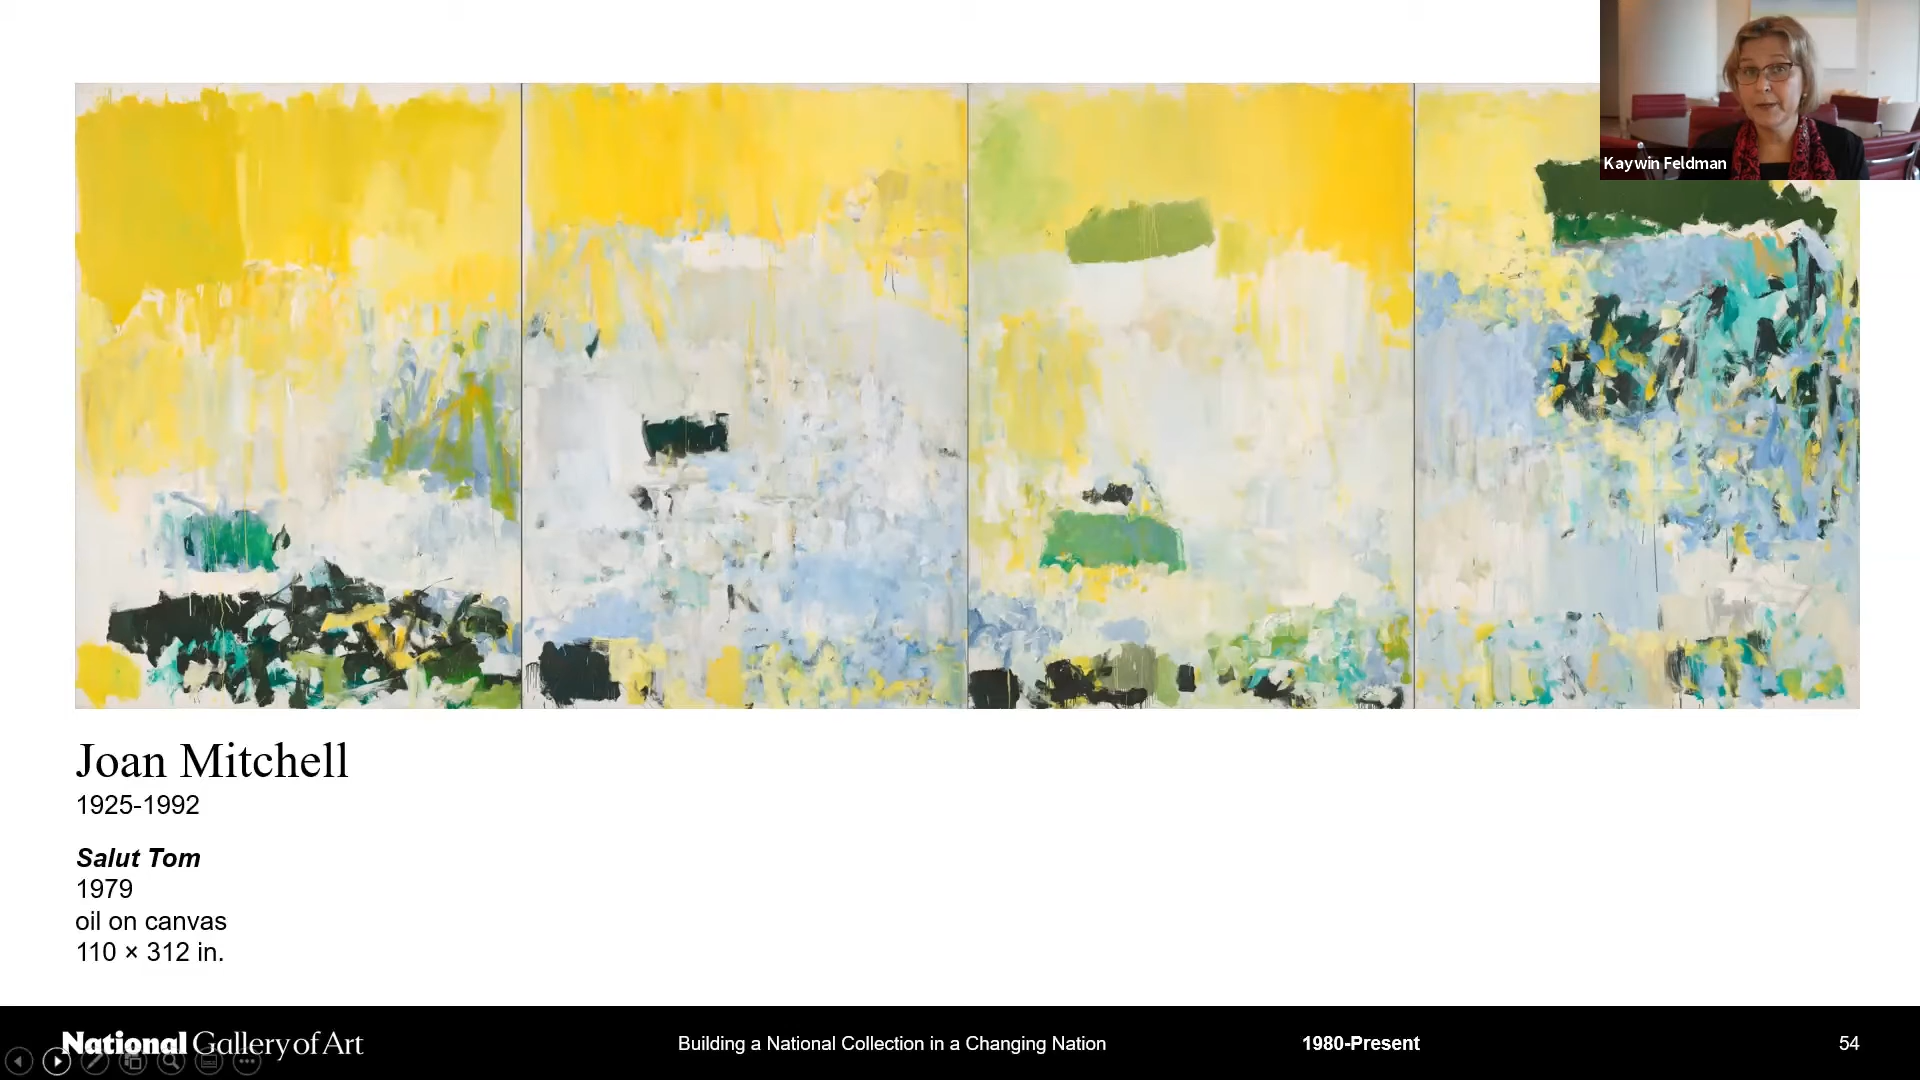 Kaywin Feldman
Joan Mitchell
1925-1992
Salut Tom
1979
oil on canvas
110 × 312 in.
National Gallery of Art
Building a National Collection in a Changing Nation
1980-Present
54